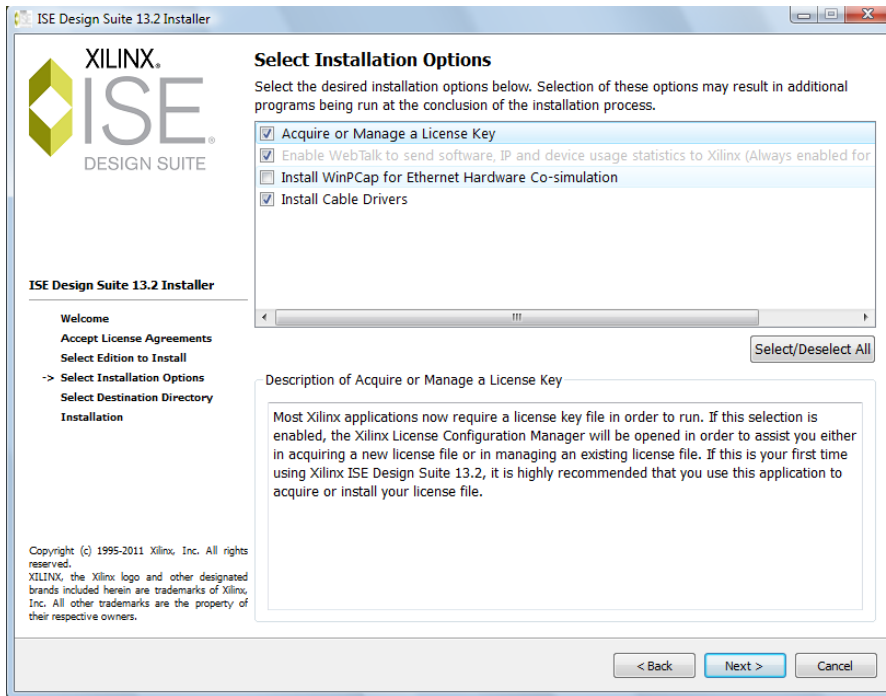 ISE Design Suite 13.2 Installer
XILINX®
ISE®
DESIGN SUITE
Select Installation Options
Select the desired installation options below. Selection of these options may result in additional
programs being run at the conclusion of the installation process.
Acquire or Manage a License Key
Enable WebTalk to send software, IP and device usage statistics to Xilinx (Always enabled for
Install WinPCap for Ethernet Hardware Co-simulation
Install Cable Drivers
Select/Deselect All
ISE Design Suite 13.2 Installer
Welcome
Accept License Agreements
Select Edition to Install
-> Select Installation Options
Select Destination Directory
Installation
Description of Acquire or Manage a License Key
Most Xilinx applications now require a license key file in order to run. If this selection is
enabled, the Xilinx License Configuration Manager will be opened in order to assist you either
in acquiring a new license file or in managing an existing license file. If this is your first time
using Xilinx ISE Design Suite 13.2, it is highly recommended that you use this application to
acquire or install your license file.
Copyright (c) 1995-2011 Xilinx, Inc. All rights
reserved.
XILINX, the Xilinx logo and other designated
brands included herein are trademarks of Xilinx,
Inc. All other trademarks are the property of
their respective owners.
< Back
Next >
Cancel